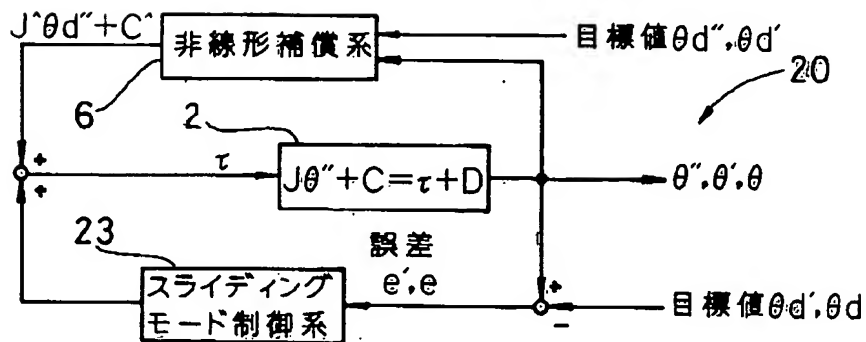 J^θd″+C^
非線形補償系
目標値θd″,θd′
6
20
2
+
+
τ
Jθ″+C=τ+D
θ″,θ′,θ
23
誤差
e′,e
スライディング
モード制御系
+
−
目標値θd′,θd